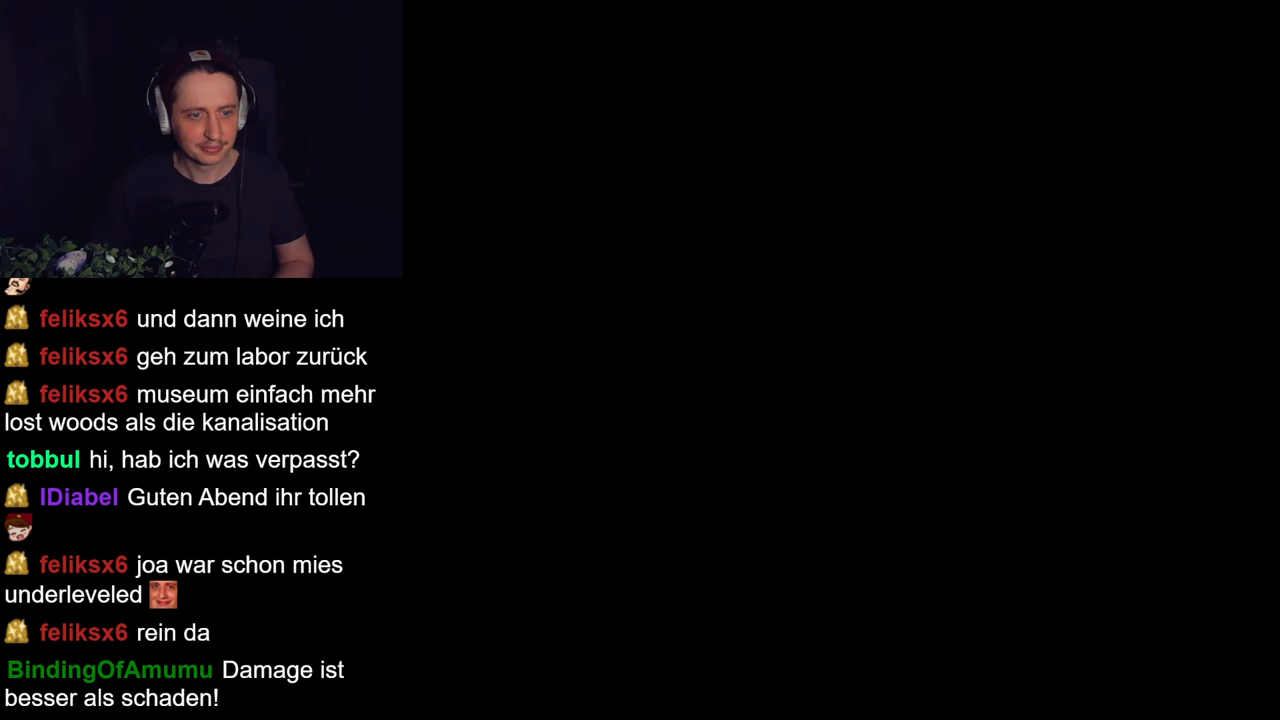 feliksx6 und dann weine ich
feliksx6 geh zum labor zurück
feliksx6 museum einfach mehr
lost woods als die kanalisation
tobbul hi, hab ich was verpasst?
IDiabel Guten Abend ihr tollen
feliksx6 joa war schon mies
underleveled
feliksx6 rein da
BindingOfAmumu Damage ist
besser als schaden!